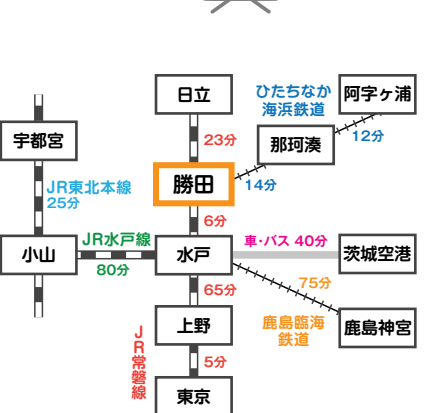 日立
ひたちなか
海浜鉄道
阿字ヶ浦
宇都宮
23分
那珂湊
12分
勝田
14分
JR東北本線
25分
6分
小山
JR水戸線
80分
水戸
車・バス 40分
茨城空港
65分
75分
上野
鹿島臨海
鉄道
鹿島神宮
JR常磐線
5分
東京